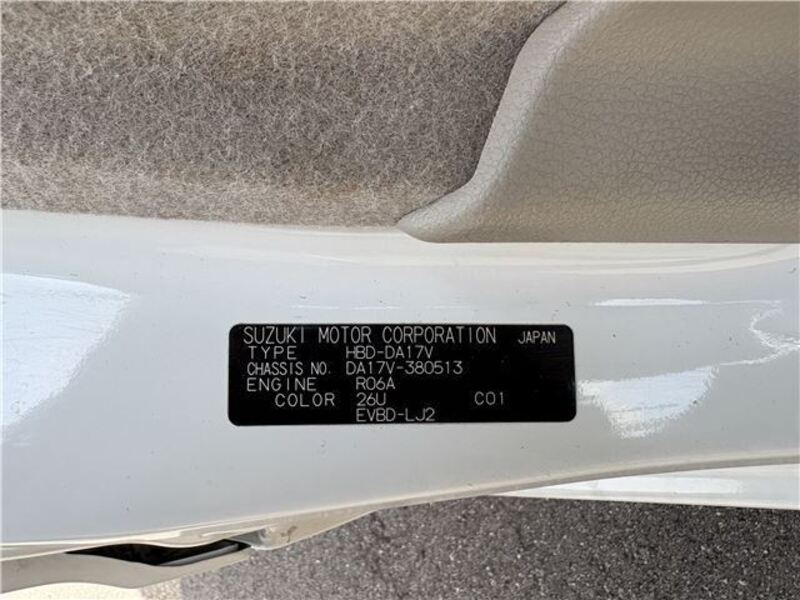 SUZUKI MOTOR CORPORATION JAPAN
TYPE HBD-DA17V
CHASSIS NO. DA17V-380513
ENGINE R06A
COLOR 26U C01
EVBD-LJ2